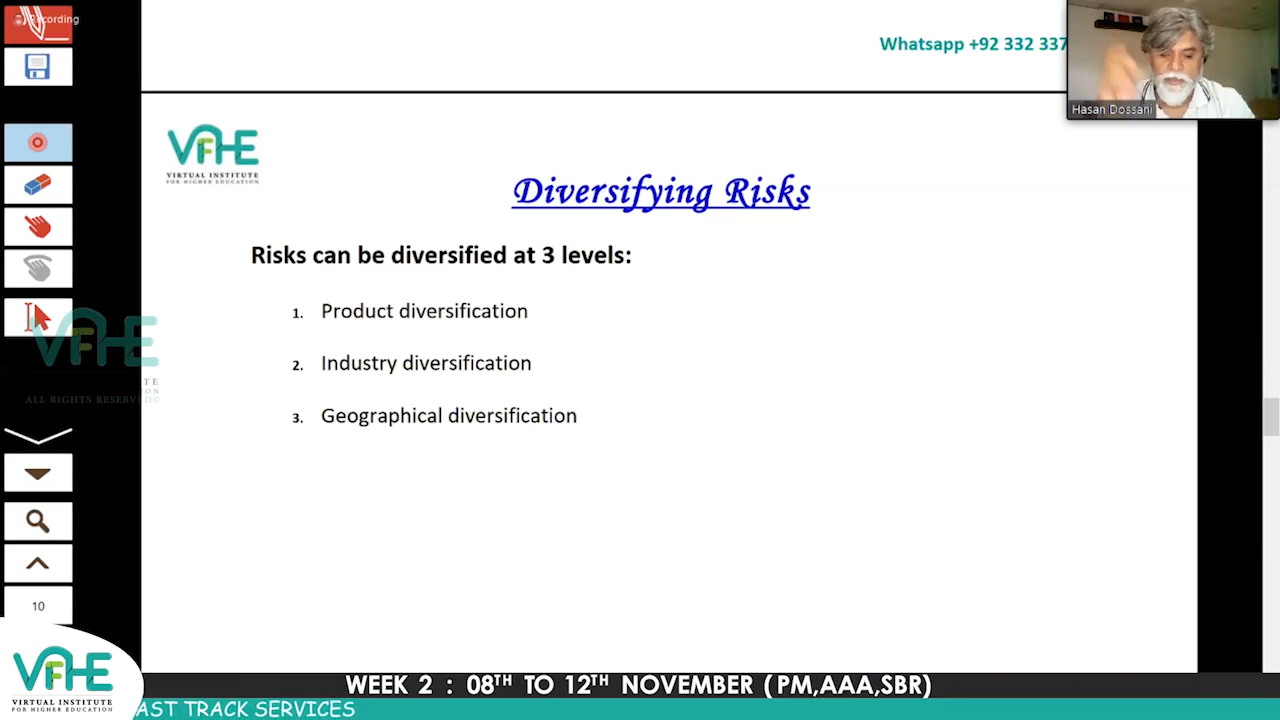 Recording
Whatsapp +92 332 337
Hasan Dossani
VIFHE
VIRTUAL INSTITUTE
FOR HIGHER EDUCATION
Diversifying Risks
Risks can be diversified at 3 levels:
1. Product diversification
2. Industry diversification
3. Geographical diversification
ALL RIGHTS RESERVED
10
VIFHE
VIRTUAL INSTITUTE
FOR HIGHER EDUCATION
WEEK 2 : 08TH TO 12TH NOVEMBER (PM,AAA,SBR)
AST TRACK SERVICES